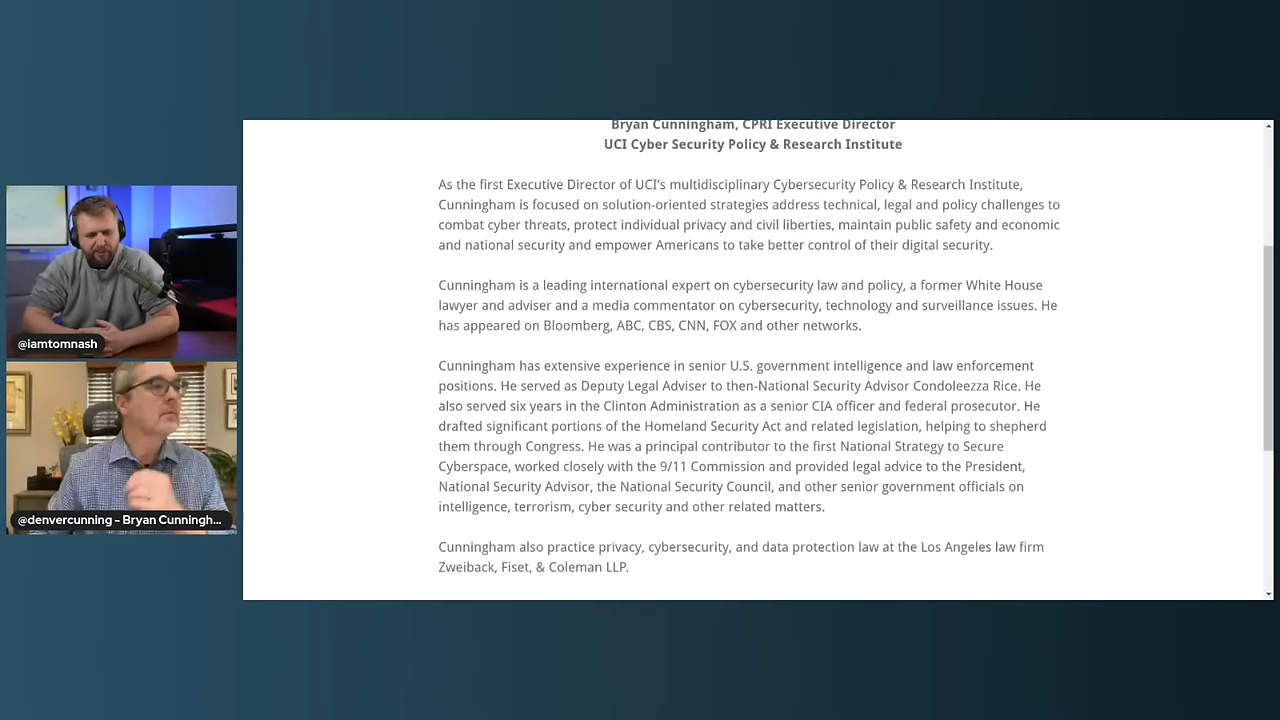 Bryan Cunningham, CPRI Executive Director
UCI Cyber Security Policy & Research Institute
As the first Executive Director of UCI's multidisciplinary Cybersecurity Policy & Research Institute,
Cunningham is focused on solution-oriented strategies address technical, legal and policy challenges to
combat cyber threats, protect individual privacy and civil liberties, maintain public safety and economic
and national security and empower Americans to take better control of their digital security.
Cunningham is a leading international expert on cybersecurity law and policy, a former White House
lawyer and adviser and a media commentator on cybersecurity, technology and surveillance issues. He
has appeared on Bloomberg, ABC, CBS, CNN, FOX and other networks.
Cunningham has extensive experience in senior U.S. government intelligence and law enforcement
positions. He served as Deputy Legal Adviser to then-National Security Advisor Condoleezza Rice. He
also served six years in the Clinton Administration as a senior CIA officer and federal prosecutor. He
drafted significant portions of the Homeland Security Act and related legislation, helping to shepherd
them through Congress. He was a principal contributor to the first National Strategy to Secure
Cyberspace, worked closely with the 9/11 Commission and provided legal advice to the President,
National Security Advisor, the National Security Council, and other senior government officials on
intelligence, terrorism, cyber security and other related matters.
Cunningham also practice privacy, cybersecurity, and data protection law at the Los Angeles law firm
Zweiback, Fiset, & Coleman LLP.
@iamtomnash
@denvercunning - Bryan Cunningh...